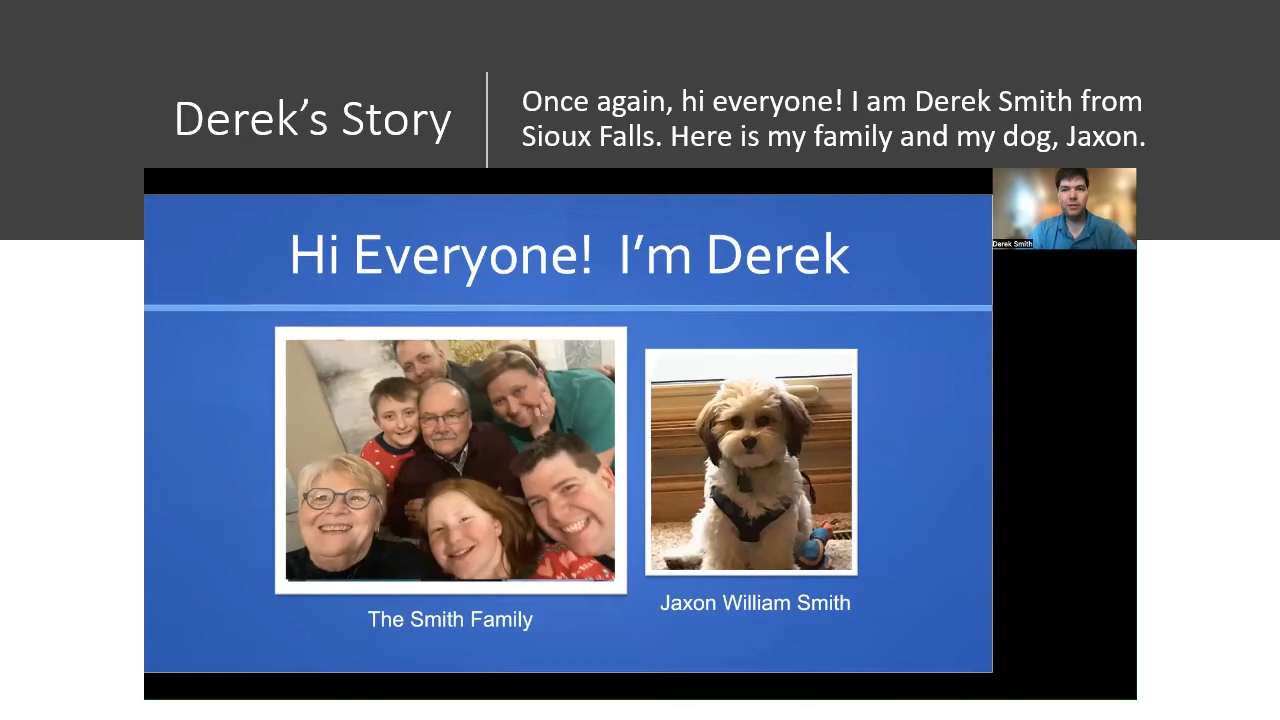 Derek’s Story
Once again, hi everyone! I am Derek Smith from
Sioux Falls. Here is my family and my dog, Jaxon.
Derek Smith
Hi Everyone!  I’m Derek
The Smith Family
Jaxon William Smith